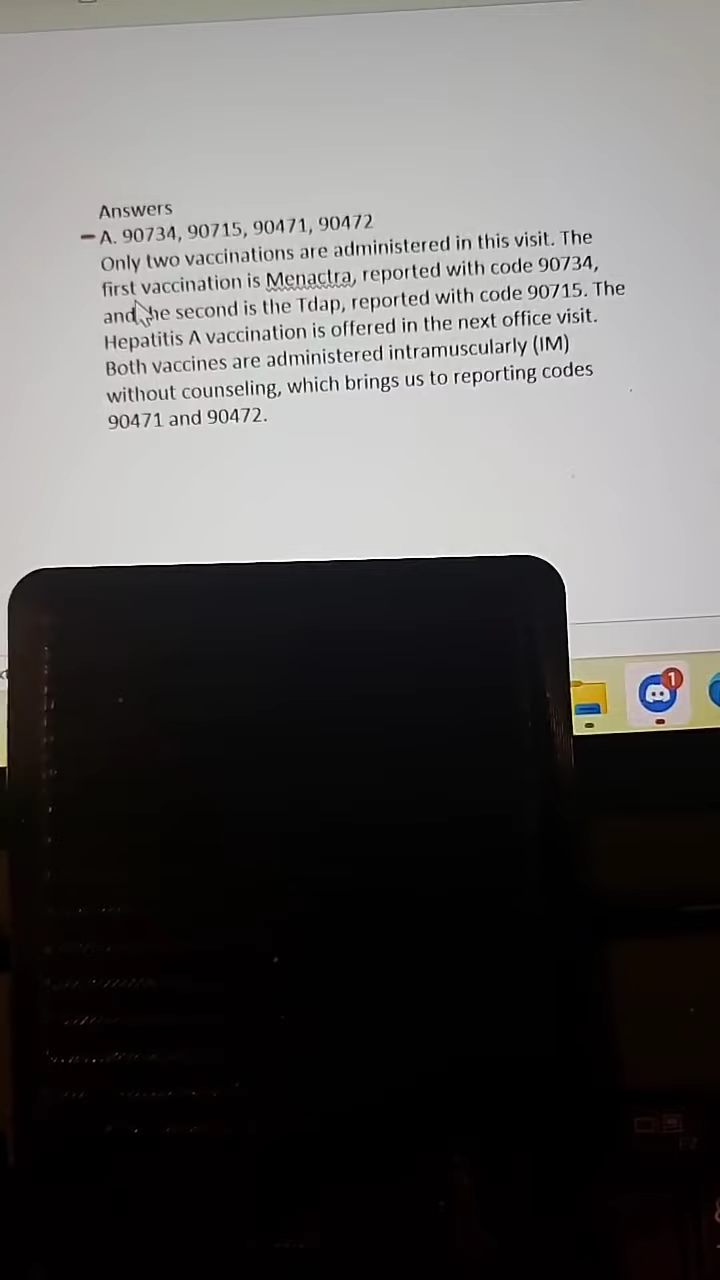 Answers
A. 90734, 90715, 90471, 90472
Only two vaccinations are administered in this visit. The
first vaccination is Menactra, reported with code 90734,
and he second is the Tdap, reported with code 90715. The
Hepatitis A vaccination is offered in the next office visit.
Both vaccines are administered intramuscularly (IM)
without counseling, which brings us to reporting codes
90471 and 90472.
1